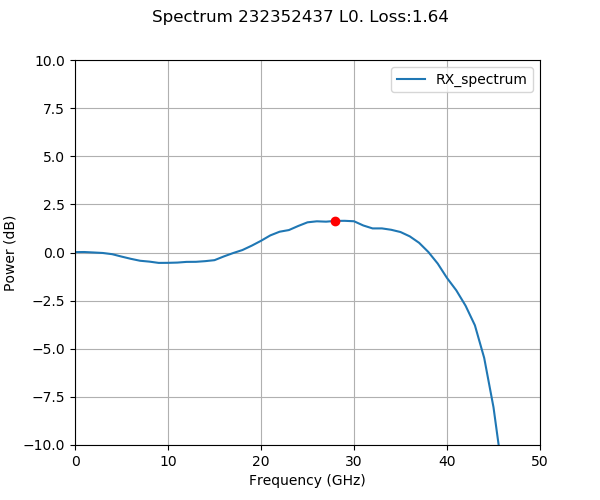 Spectrum 232352437 L0. Loss:1.64
10.0
7.5
5.0
2.5
0.0
−2.5
−5.0
−7.5
−10.0
Power (dB)
RX_spectrum
0 10 20 30 40 50
Frequency (GHz)